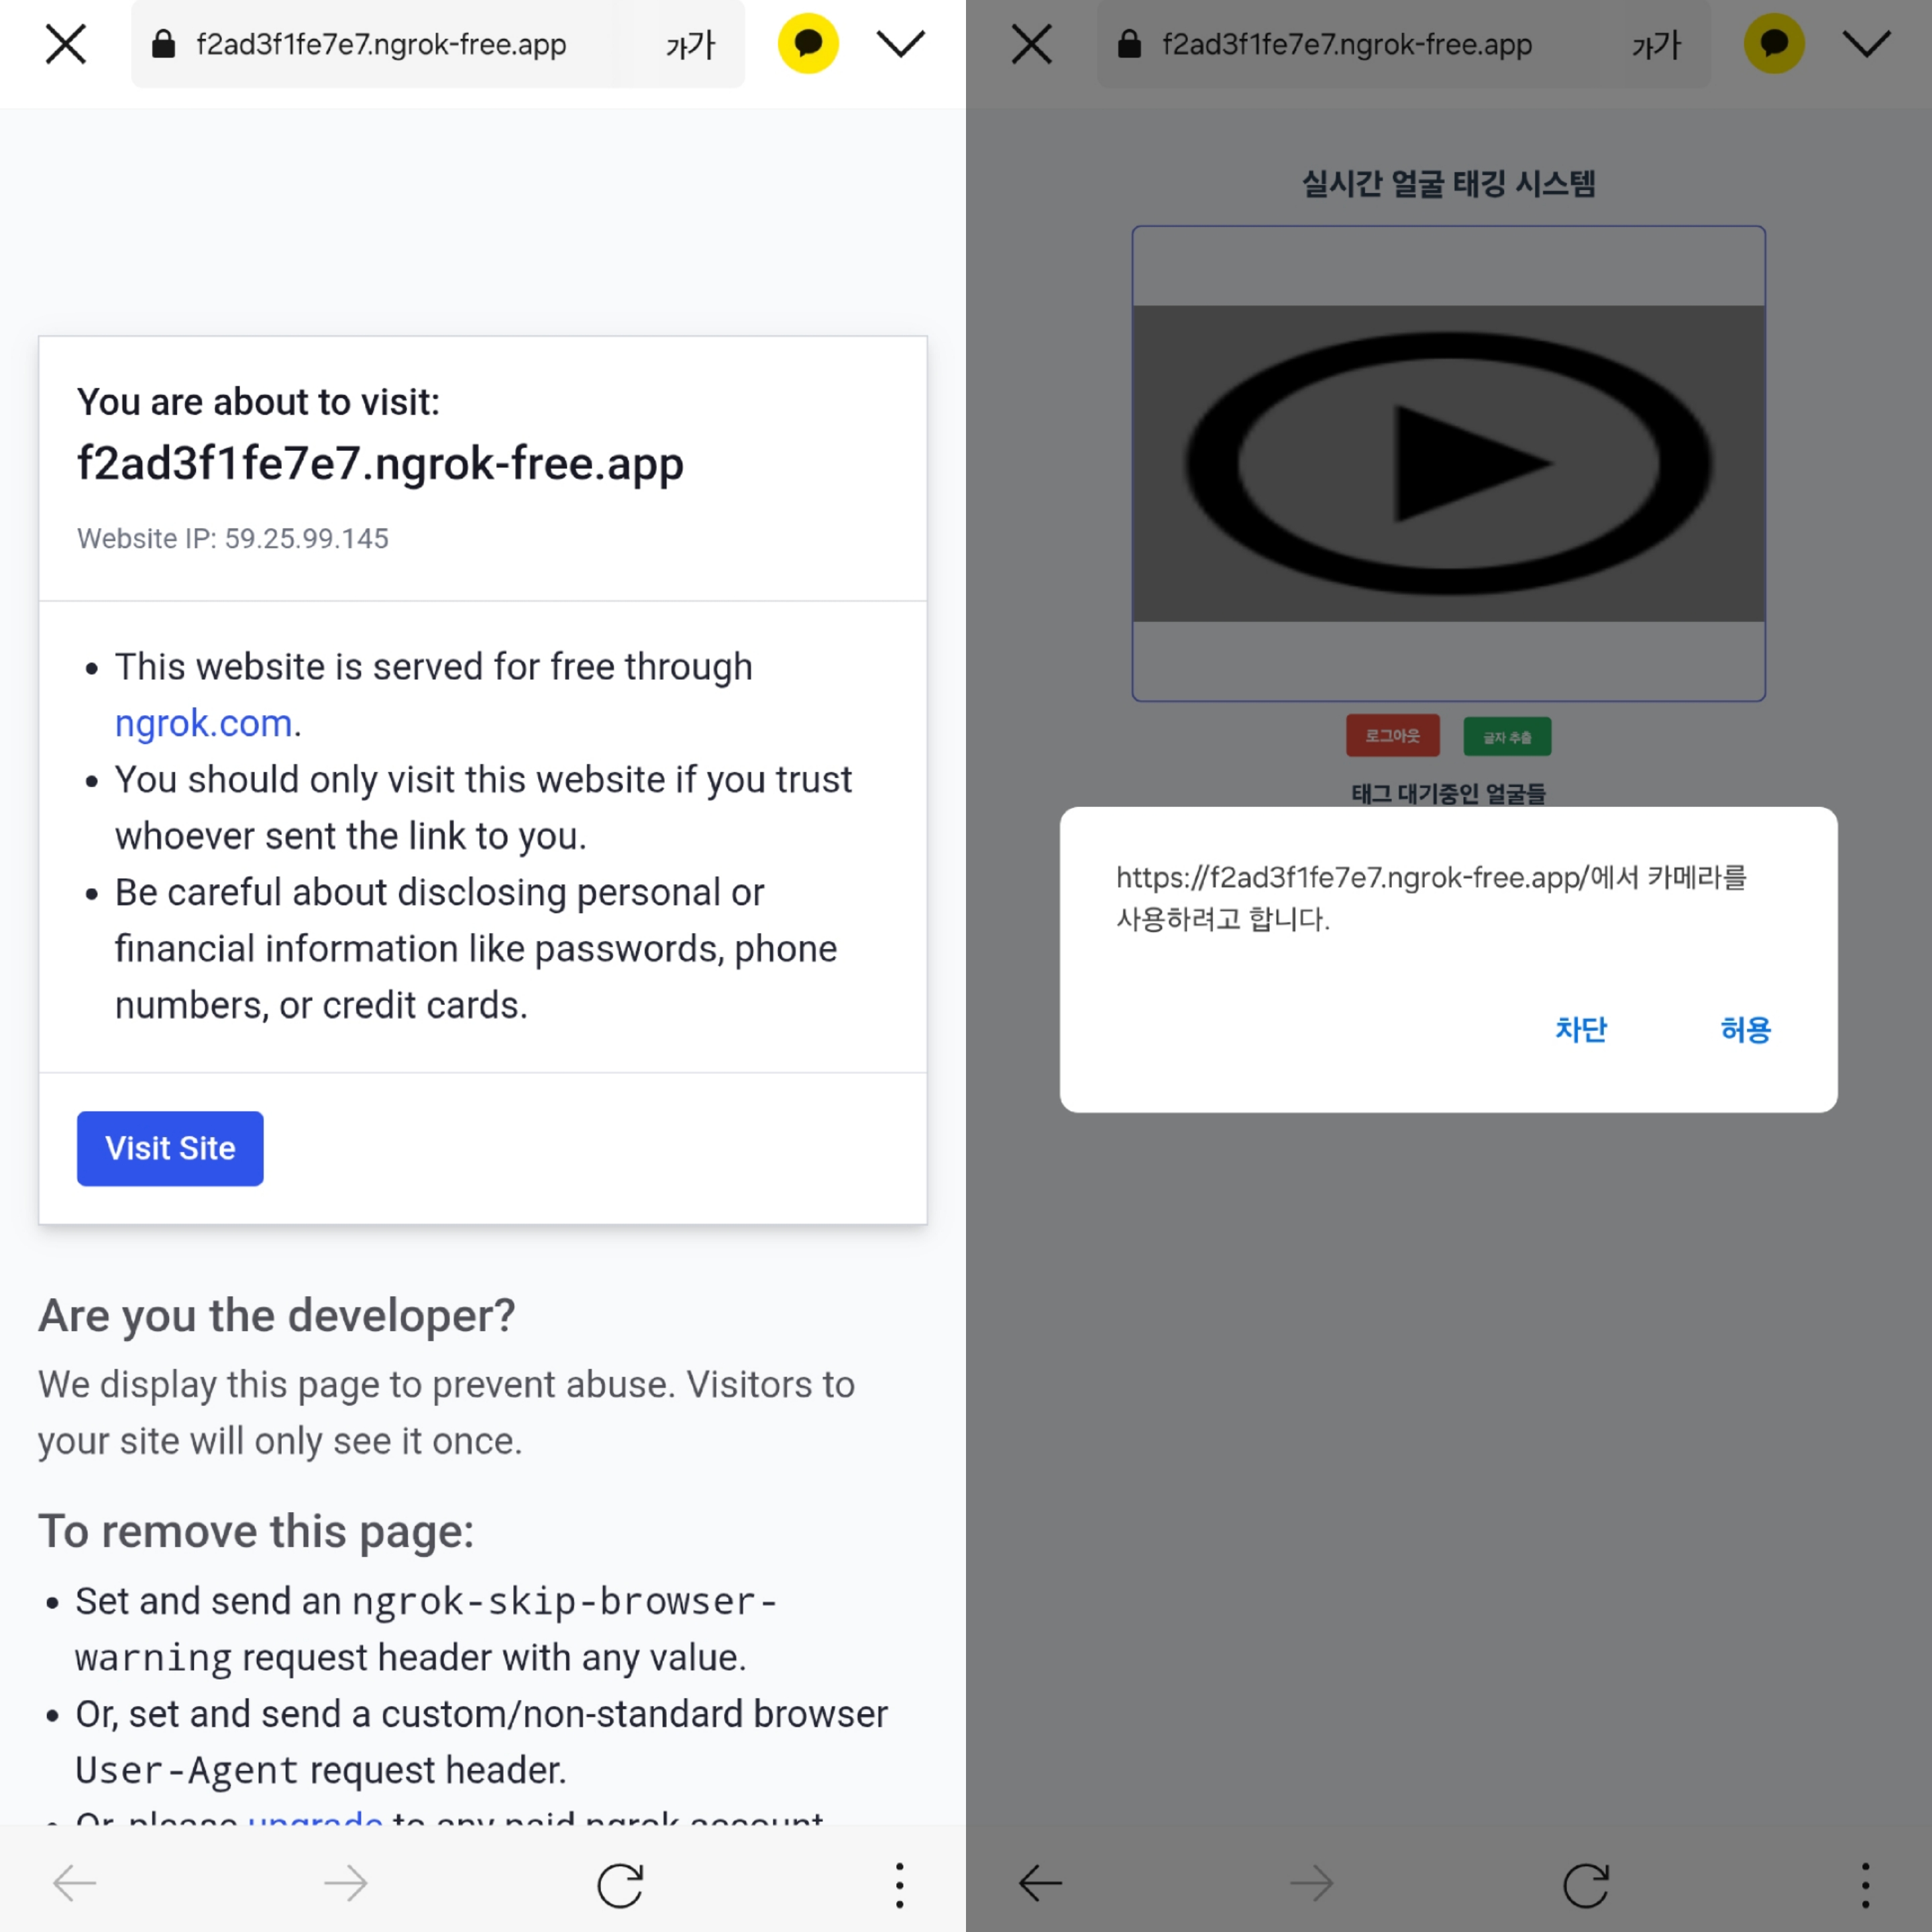 f2ad3f1fe7e7.ngrok-free.app 가가
You are about to visit:
f2ad3f1fe7e7.ngrok-free.app
Website IP: 59.25.99.145
• This website is served for free through
ngrok.com.
• You should only visit this website if you trust
whoever sent the link to you.
• Be careful about disclosing personal or
financial information like passwords, phone
numbers, or credit cards.
Visit Site
Are you the developer?
We display this page to prevent abuse. Visitors to
your site will only see it once.
To remove this page:
• Set and send an ngrok-skip-browser-
warning request header with any value.
• Or, set and send a custom/non-standard browser
User-Agent request header.
• Or, please upgrade to any paid ngrok account.
f2ad3f1fe7e7.ngrok-free.app 가가
실시간 얼굴 태깅 시스템
로그아웃 글자 추출
태그 대기중인 얼굴들
https://f2ad3f1fe7e7.ngrok-free.app/에서 카메라를
사용하려고 합니다.
차단 허용